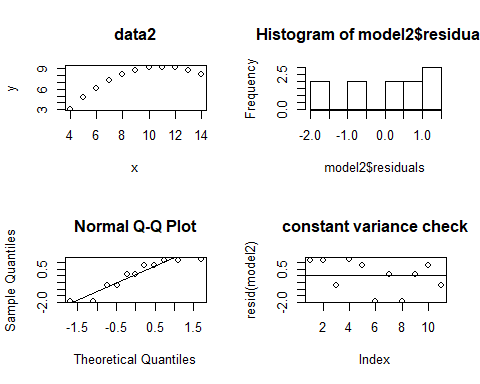 data2
y
3 6 9
4 6 8 10 12 14
x
Histogram of model2$residua
Frequency
0.0 2.5
-2.0 -1.0 0.0 1.0
model2$residuals
Normal Q-Q Plot
Sample Quantiles
-2.0 0.5
-1.5 -0.5 0.5 1.5
Theoretical Quantiles
constant variance check
resid(model2)
-2.0 0.5
2 4 6 8 10
Index